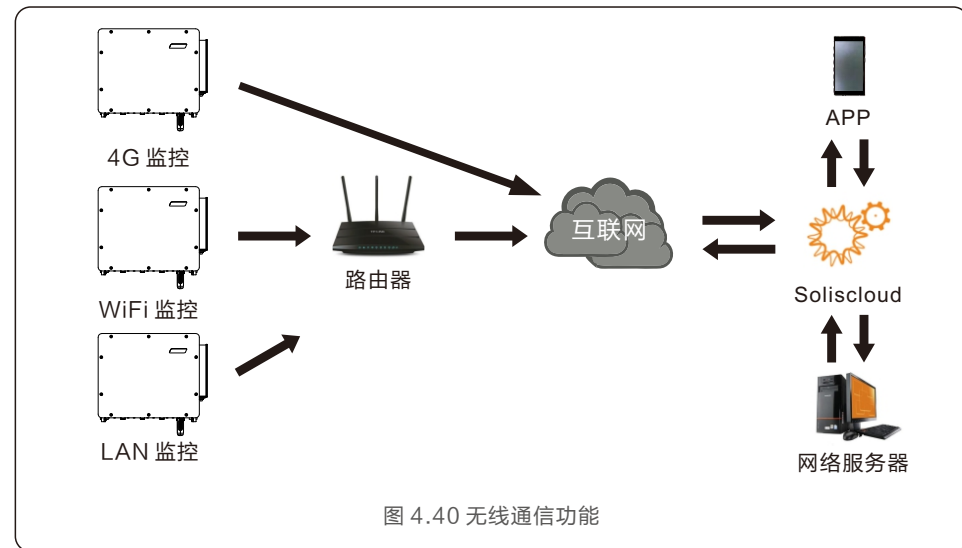 4G 监控
WiFi 监控
LAN 监控
路由器
互联网
APP
Soliscloud
网络服务器
图 4.40 无线通信功能